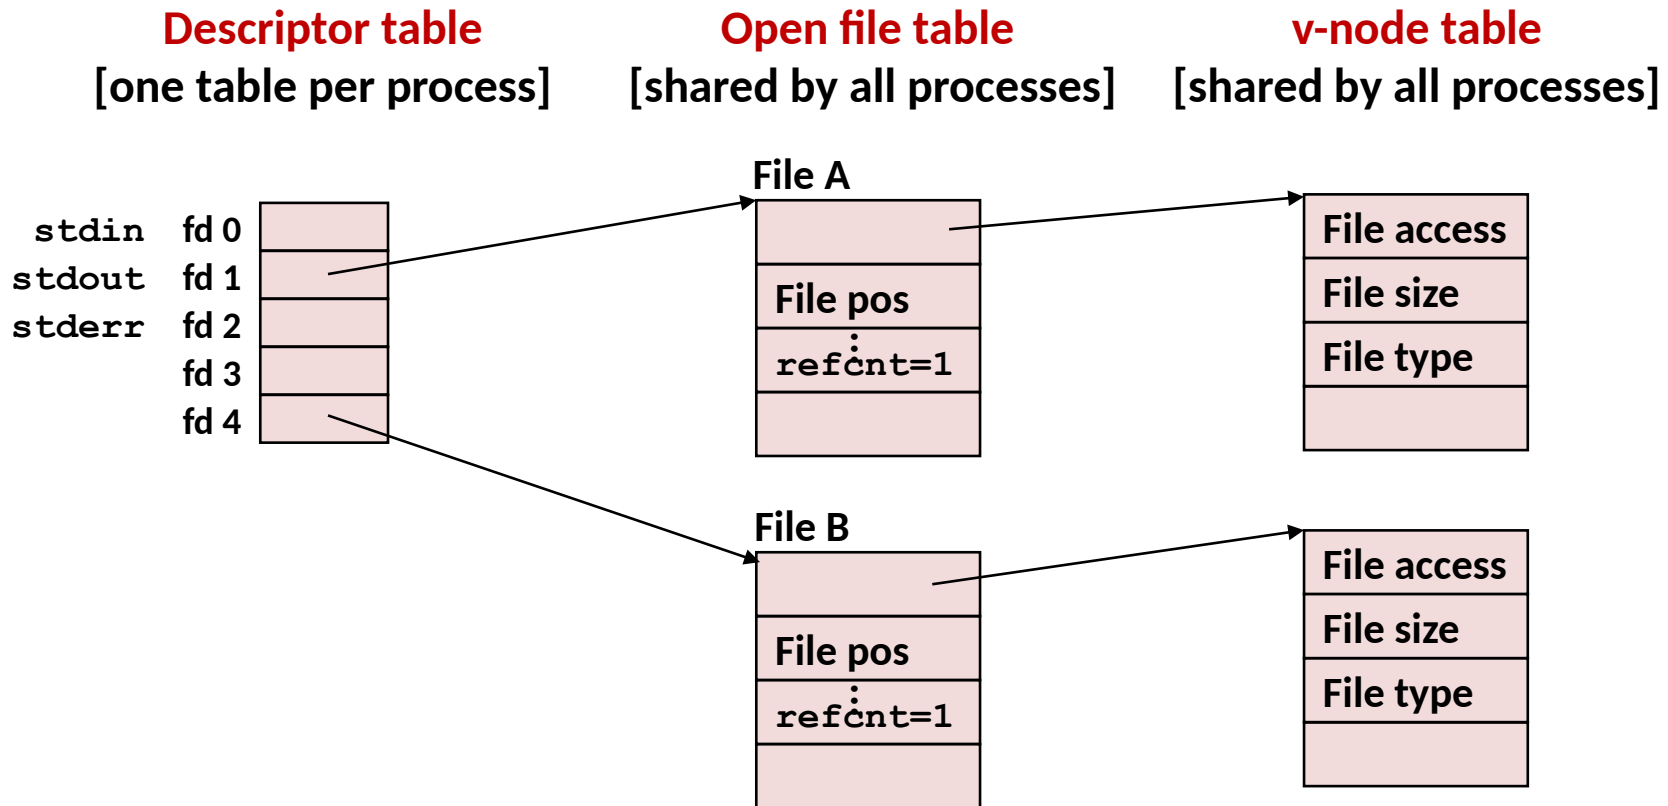 Descriptor table
[one table per process]
Open file table
[shared by all processes]
v-node table
[shared by all processes]
stdin fd 0
stdout fd 1
stderr fd 2
fd 3
fd 4
File A
File pos
refcnt=1
File access
File size
File type
File B
File pos
refcnt=1
File access
File size
File type